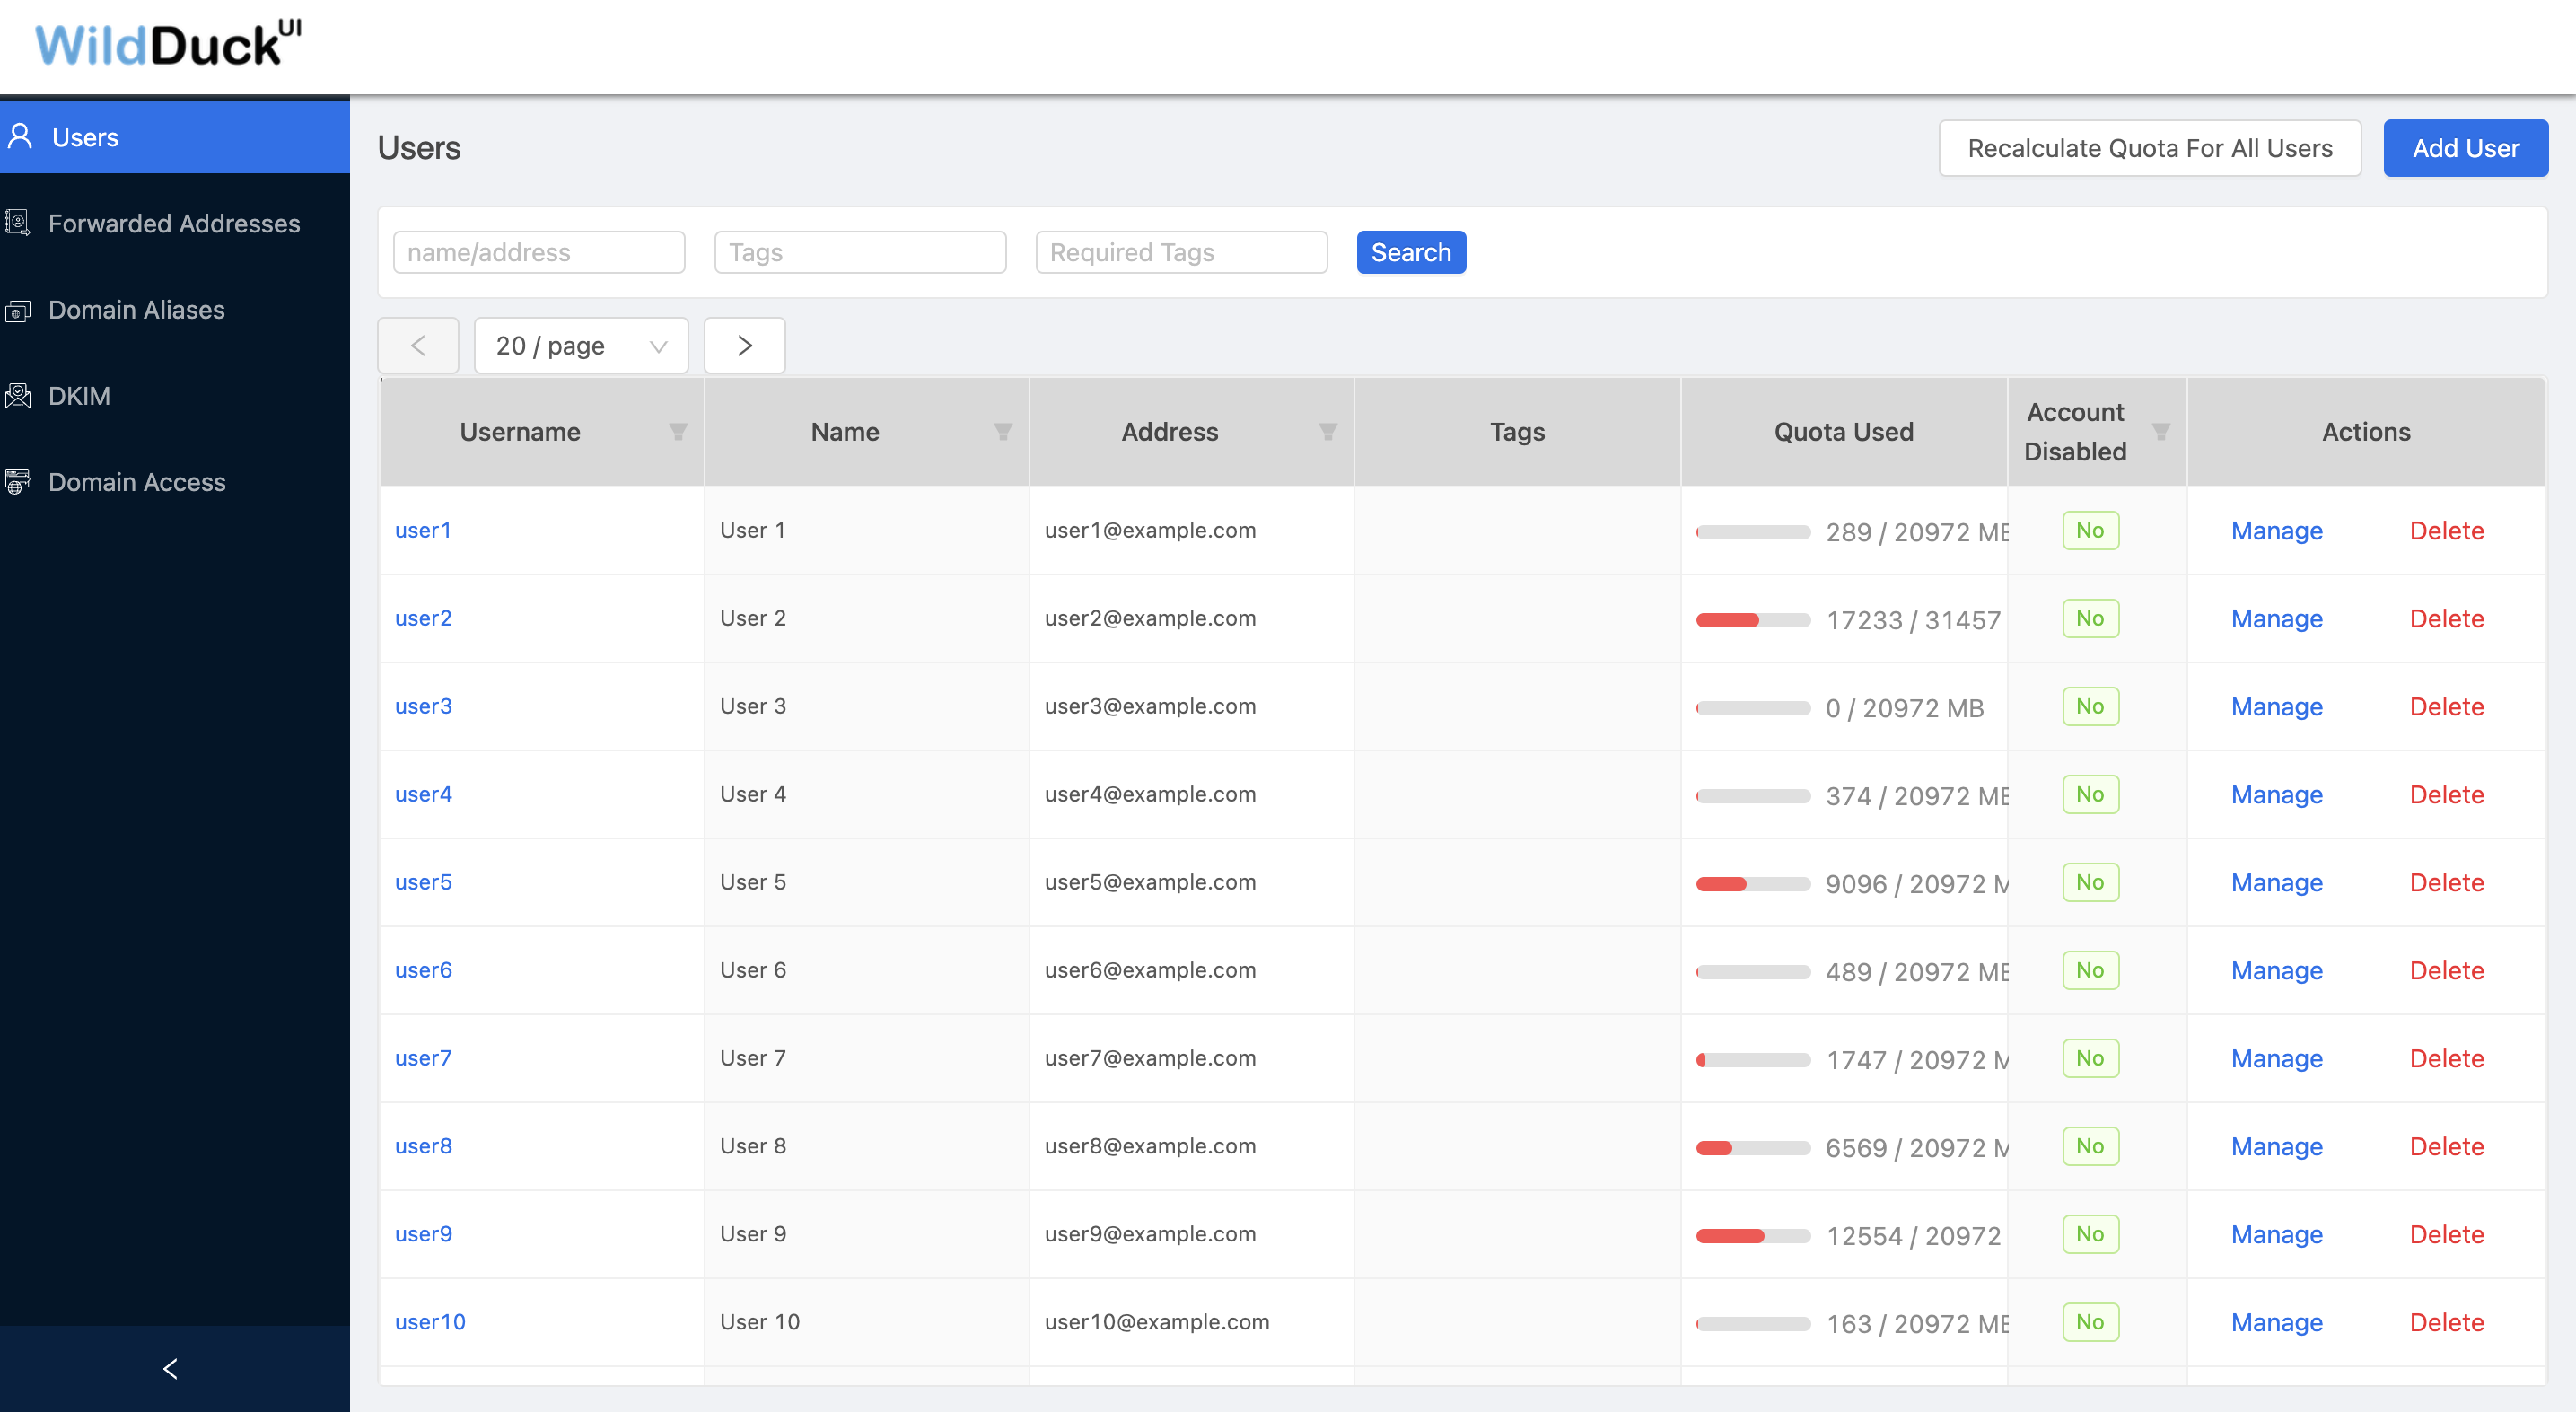 WildDuckUI
Users
Forwarded Addresses
Domain Aliases
DKIM
Domain Access
Users
Recalculate Quota For All Users
Add User
name/address
Tags
Required Tags
Search
20 / page
Username Name Address Tags Quota Used Account Disabled Actions
user1 User 1 user1@example.com 289 / 20972 MB No Manage Delete
user2 User 2 user2@example.com 17233 / 31457 No Manage Delete
user3 User 3 user3@example.com 0 / 20972 MB No Manage Delete
user4 User 4 user4@example.com 374 / 20972 MB No Manage Delete
user5 User 5 user5@example.com 9096 / 20972 M No Manage Delete
user6 User 6 user6@example.com 489 / 20972 MB No Manage Delete
user7 User 7 user7@example.com 1747 / 20972 M No Manage Delete
user8 User 8 user8@example.com 6569 / 20972 M No Manage Delete
user9 User 9 user9@example.com 12554 / 20972 No Manage Delete
user10 User 10 user10@example.com 163 / 20972 MB No Manage Delete